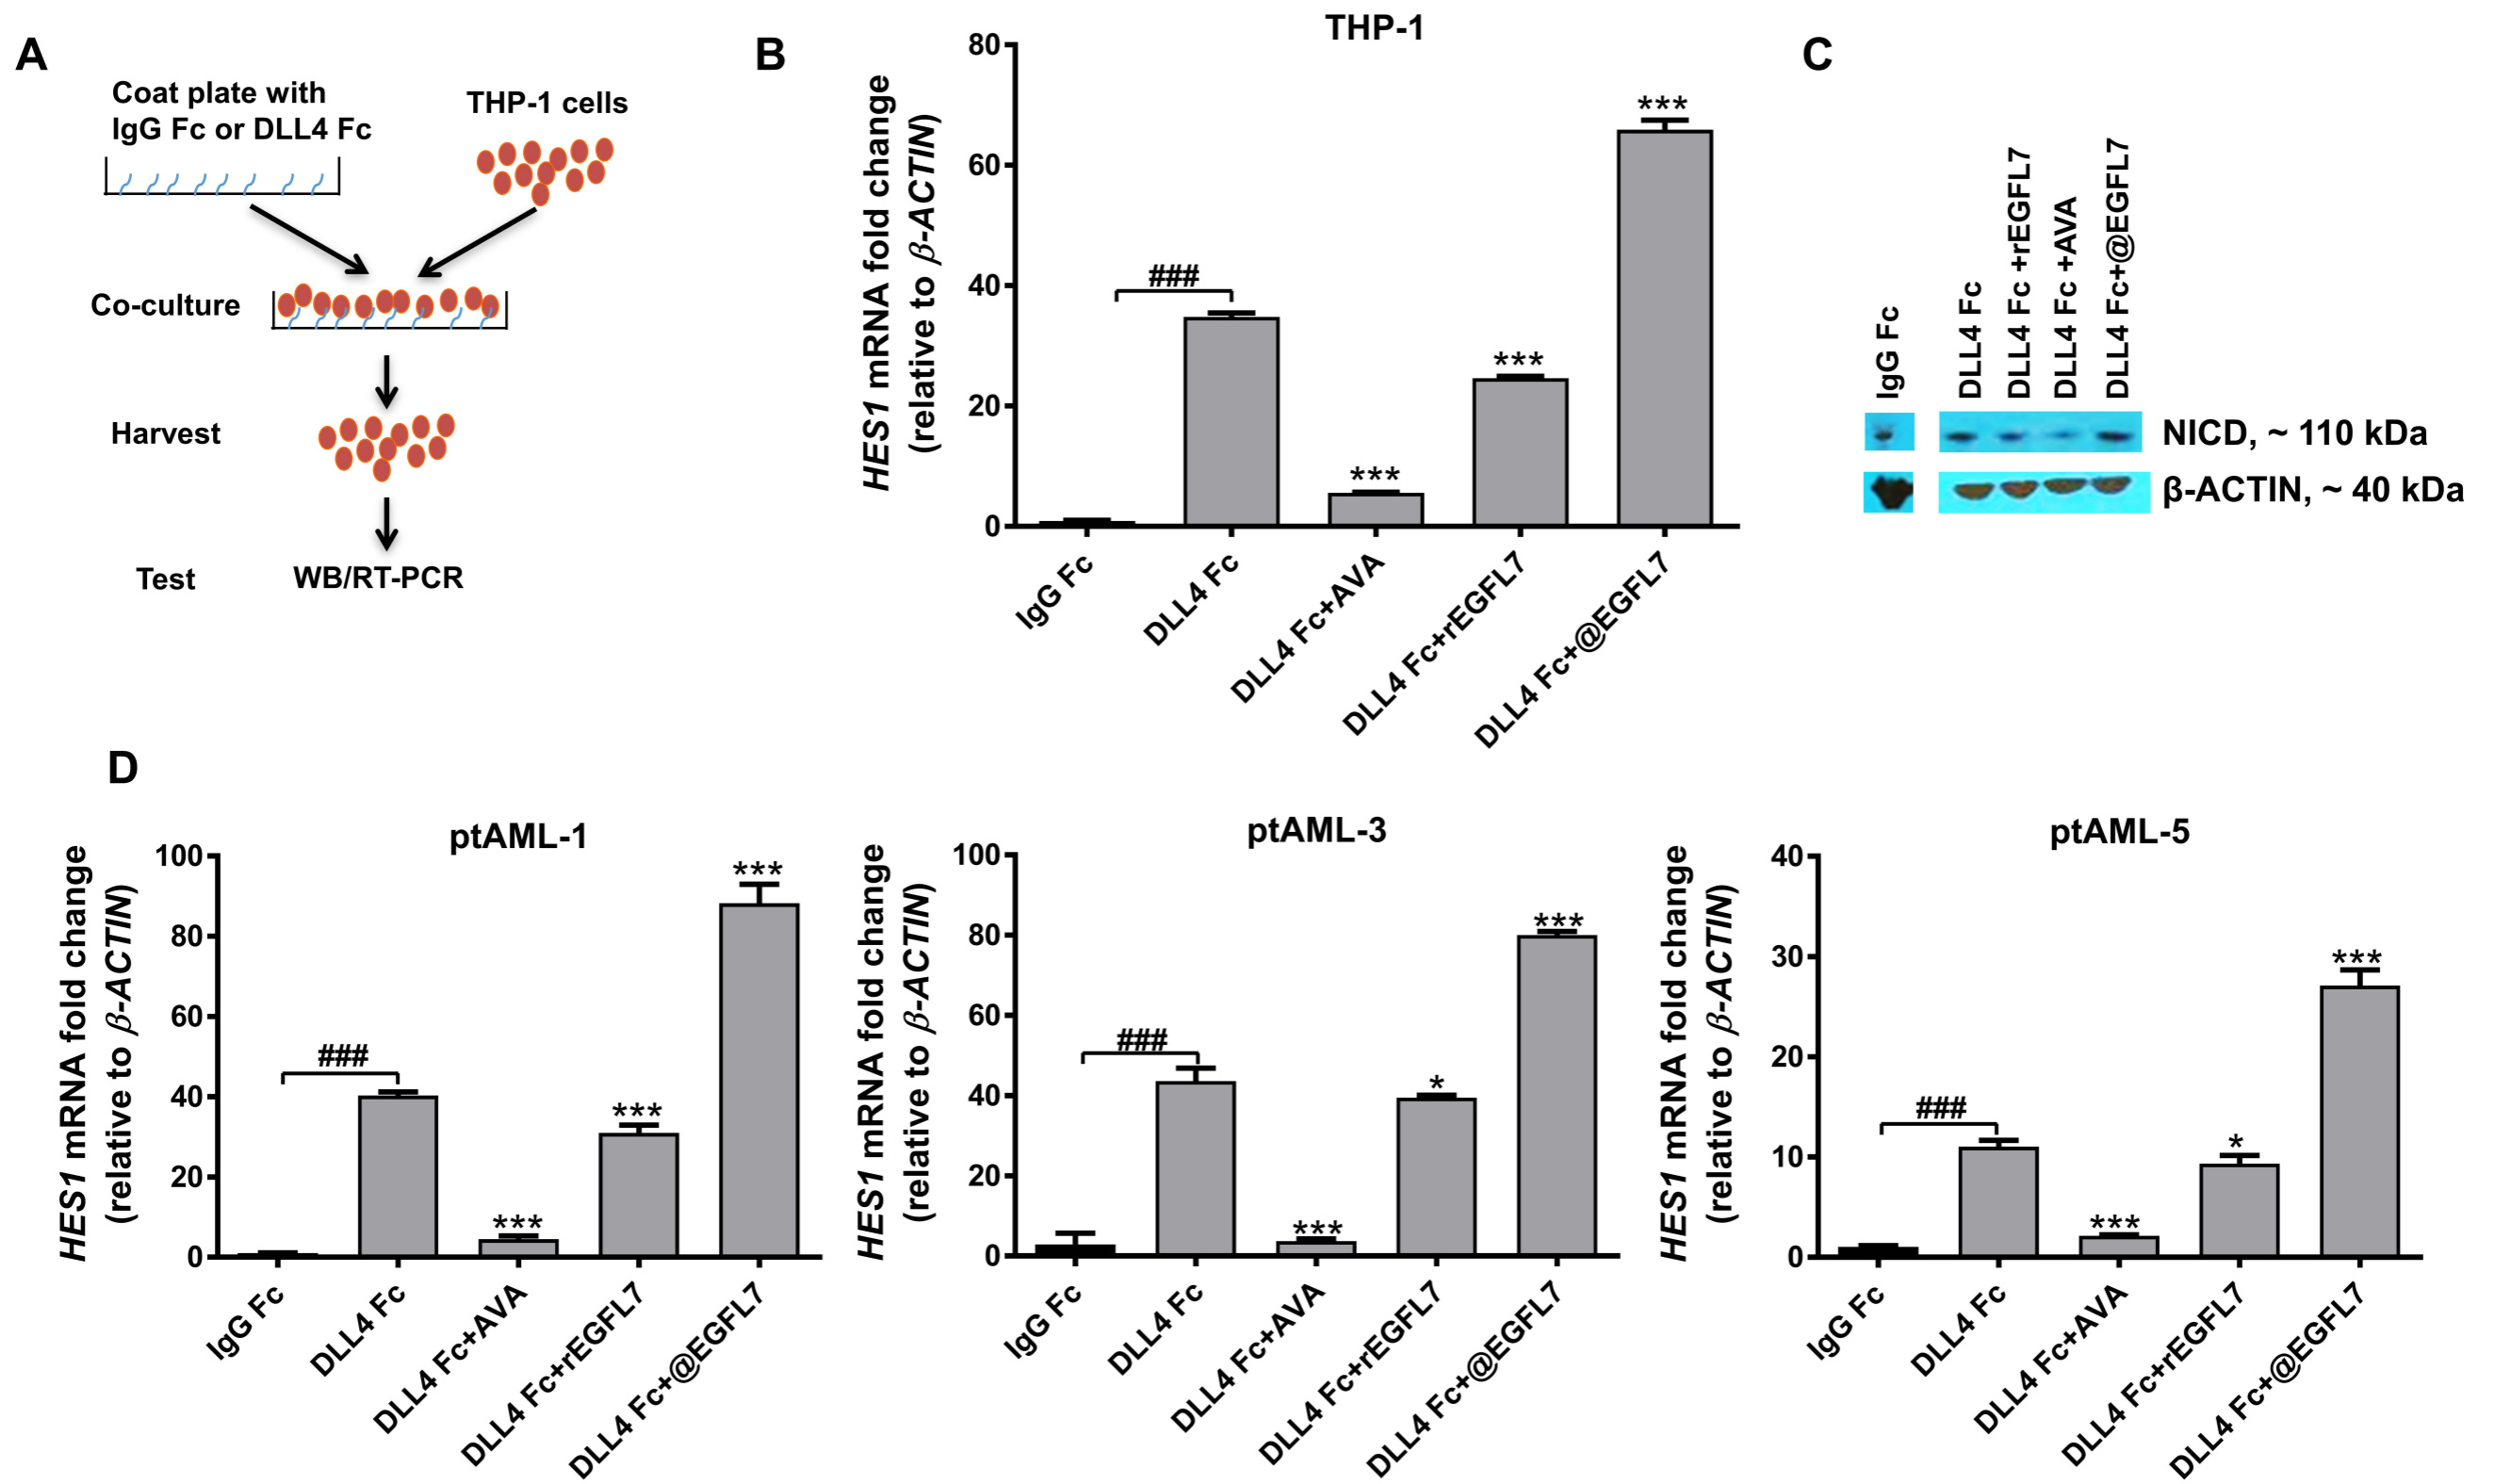 A
Coat plate with
IgG Fc or DLL4 Fc
THP-1 cells
Co-culture
Harvest
Test
WB/RT-PCR
B
THP-1
HES1 mRNA fold change
(relative to β-ACTIN)
80
60
40
20
0
###
***
***
***
IgG Fc
DLL4 Fc
DLL4 Fc+AVA
DLL4 Fc+rEGFL7
DLL4 Fc+@EGFL7
C
IgG Fc
DLL4 Fc
DLL4 Fc +rEGFL7
DLL4 Fc +AVA
DLL4 Fc+@EGFL7
NICD, ~ 110 kDa
β-ACTIN, ~ 40 kDa
D
ptAML-1
HES1 mRNA fold change
(relative to β-ACTIN)
100
80
60
40
20
0
###
***
***
***
IgG Fc
DLL4 Fc
DLL4 Fc+AVA
DLL4 Fc+rEGFL7
DLL4 Fc+@EGFL7
ptAML-3
HES1 mRNA fold change
(relative to β-ACTIN)
100
80
60
40
20
0
###
***
*
***
IgG Fc
DLL4 Fc
DLL4 Fc+AVA
DLL4 Fc+rEGFL7
DLL4 Fc+@EGFL7
ptAML-5
HES1 mRNA fold change
(relative to β-ACTIN)
40
30
20
10
0
###
***
*
***
IgG Fc
DLL4 Fc
DLL4 Fc+AVA
DLL4 Fc+rEGFL7
DLL4 Fc+@EGFL7